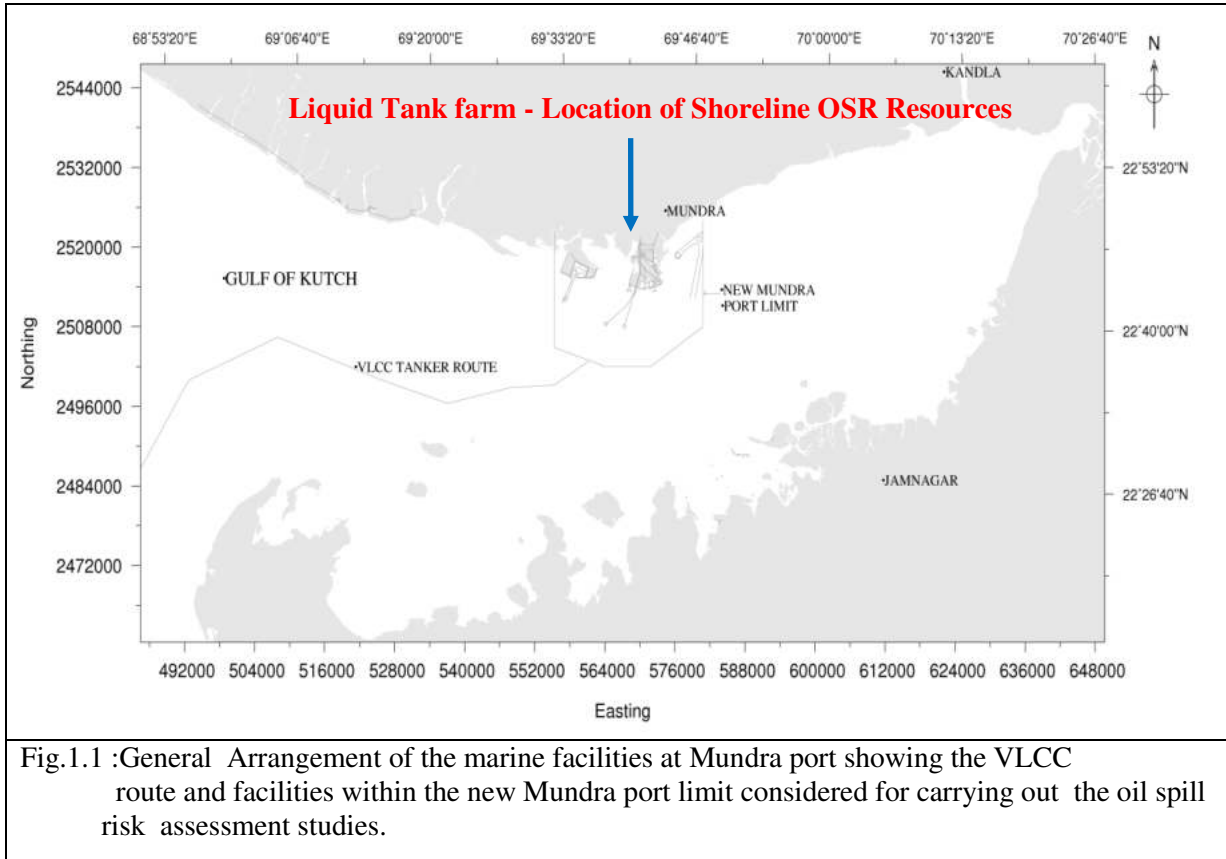 68°53'20"E 69°06'40"E 69°20'00"E 69°33'20"E 69°46'40"E 70°00'00"E 70°13'20"E 70°26'40"E
N
KANDLA
2544000
Liquid Tank farm - Location of Shoreline OSR Resources
2532000
22°53'20"N
MUNDRA
2520000
GULF OF KUTCH
NEW MUNDRA
PORT LIMIT
2508000
22°40'00"N
Northing
VLCC TANKER ROUTE
2496000
2484000
JAMNAGAR
22°26'40"N
2472000
492000 504000 516000 528000 540000 552000 564000 576000 588000 600000 612000 624000 636000 648000
Easting
Fig.1.1 :General Arrangement of the marine facilities at Mundra port showing the VLCC
route and facilities within the new Mundra port limit considered for carrying out the oil spill
risk assessment studies.